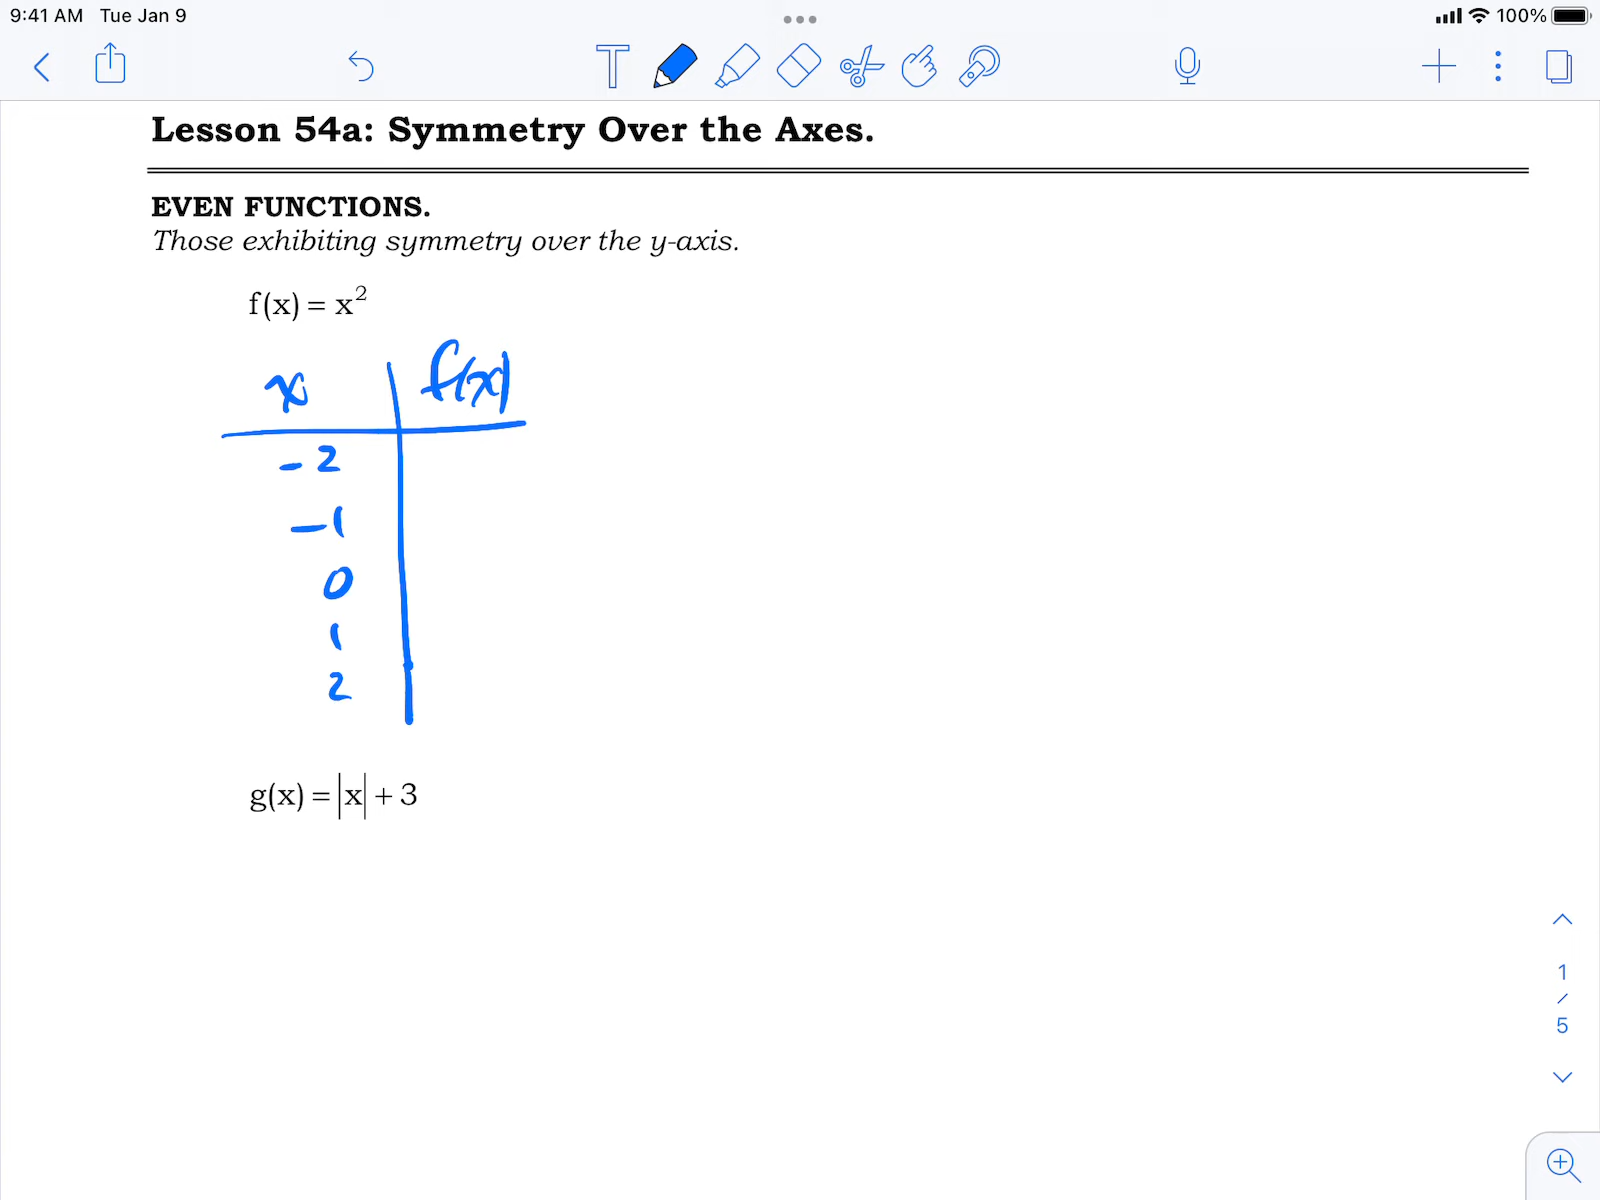 9:41 AM Tue Jan 9
100%
T
Lesson 54a: Symmetry Over the Axes.
EVEN FUNCTIONS.
Those exhibiting symmetry over the y-axis.
f(x) = x²
x f(x)
-2
-1
0
1
2
g(x) = |x| + 3
1
/
5